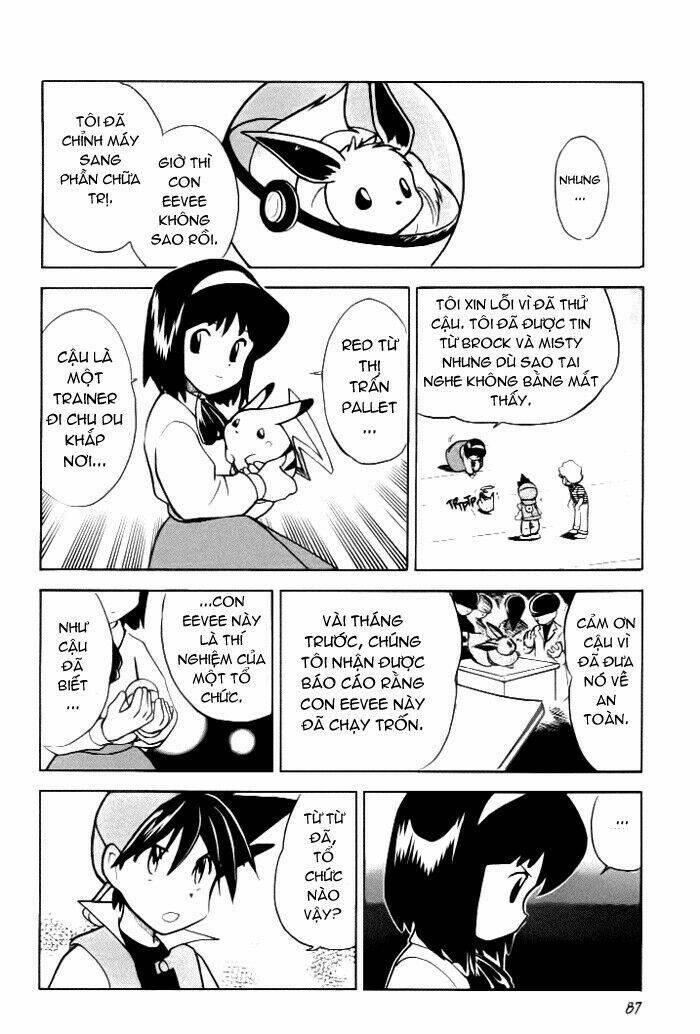 NHUNG
...
GIỜ THÌ
CON
EEVEE
KHÔNG
SAO RỒI.
TÔI ĐÃ
CHỈNH MÁY
SANG
PHẦN CHỮA
TRỊ.
TÔI XIN LỖI VÌ ĐÃ THỬ
CẬU. TÔI ĐÃ ĐƯỢC TIN
TỪ BROCK VÀ MISTY
NHƯNG DÙ SAO TAI
NGHE KHÔNG BẰNG MẮT
THẤY.
RED TỪ
THỊ
TRẤN
PALLET
...
CẬU LÀ
MỘT
TRAINER
ĐI CHU DU
KHẮP
NƠI...
CẢM ƠN
CẬU VÌ
ĐÃ ĐƯA
NÓ VỀ
AN
TOÀN.
VÀI THÁNG
TRƯỚC, CHÚNG
TÔI NHẬN ĐƯỢC
BÁO CÁO RẰNG
CON EEVEE NÀY
ĐÃ CHẠY TRỐN.
...CON
EEVEE NÀY
LÀ THÍ
NGHIỆM CỦA
MỘT TỔ
CHỨC.
NHƯ
CẬU
ĐÃ
BIẾT
...
...
TỪ TỪ
ĐÃ,
TỔ
CHỨC
NÀO
VẬY?
87